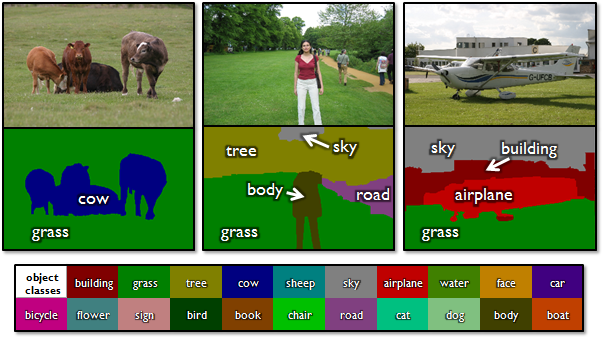 G-UFCB
cow
grass
tree
sky
body
road
grass
sky
building
airplane
grass
object classes
building
grass
tree
cow
sheep
sky
airplane
water
face
car
bicycle
flower
sign
bird
book
chair
road
cat
dog
body
boat